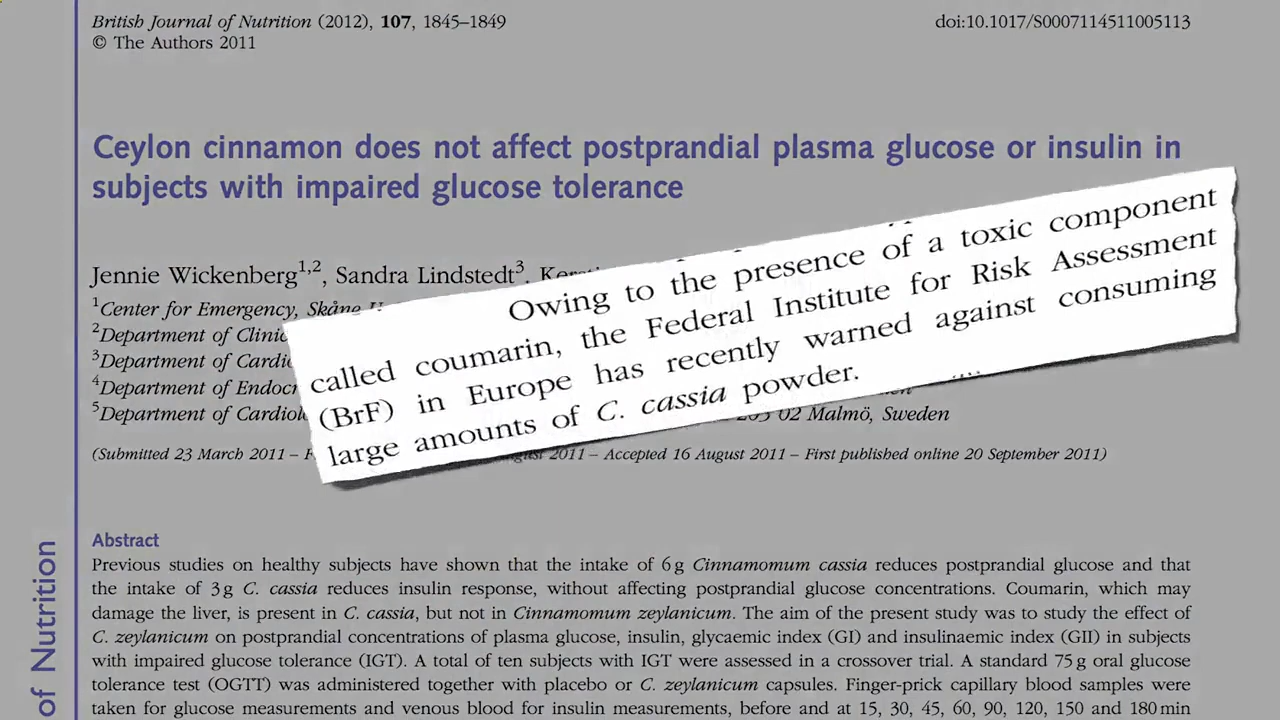 British Journal of Nutrition (2012), 107, 1845–1849
doi:10.1017/S0007114511005113
© The Authors 2011
Ceylon cinnamon does not affect postprandial plasma glucose or insulin in
subjects with impaired glucose tolerance
Jennie Wickenberg1,2, Sandra Lindstedt3,
1Center for Emergency, Skåne
2Department of
3Department of
4Department of
5Department of
02 Malmö, Sweden
(Submitted 23 March 2011 – 2011 – Accepted 16 August 2011 – First published online 20 September 2011)
Owing to the presence of a toxic component
called coumarin, the Federal Institute for Risk Assessment
(BrF) in Europe has recently warned against consuming
large amounts of C. cassia powder.
Abstract
Previous studies on healthy subjects have shown that the intake of 6 g Cinnamomum cassia reduces postprandial glucose and that
the intake of 3 g C. cassia reduces insulin response, without affecting postprandial glucose concentrations. Coumarin, which may
damage the liver, is present in C. cassia, but not in Cinnamomum zeylanicum. The aim of the present study was to study the effect of
C. zeylanicum on postprandial concentrations of plasma glucose, insulin, glycaemic index (GI) and insulinaemic index (GII) in subjects
with impaired glucose tolerance (IGT). A total of ten subjects with IGT were assessed in a crossover trial. A standard 75 g oral glucose
tolerance test (OGTT) was administered together with placebo or C. zeylanicum capsules. Finger-prick capillary blood samples were
taken for glucose measurements and venous blood for insulin measurements, before and at 15, 30, 45, 60, 90, 120, 150 and 180 min
of Nutrition